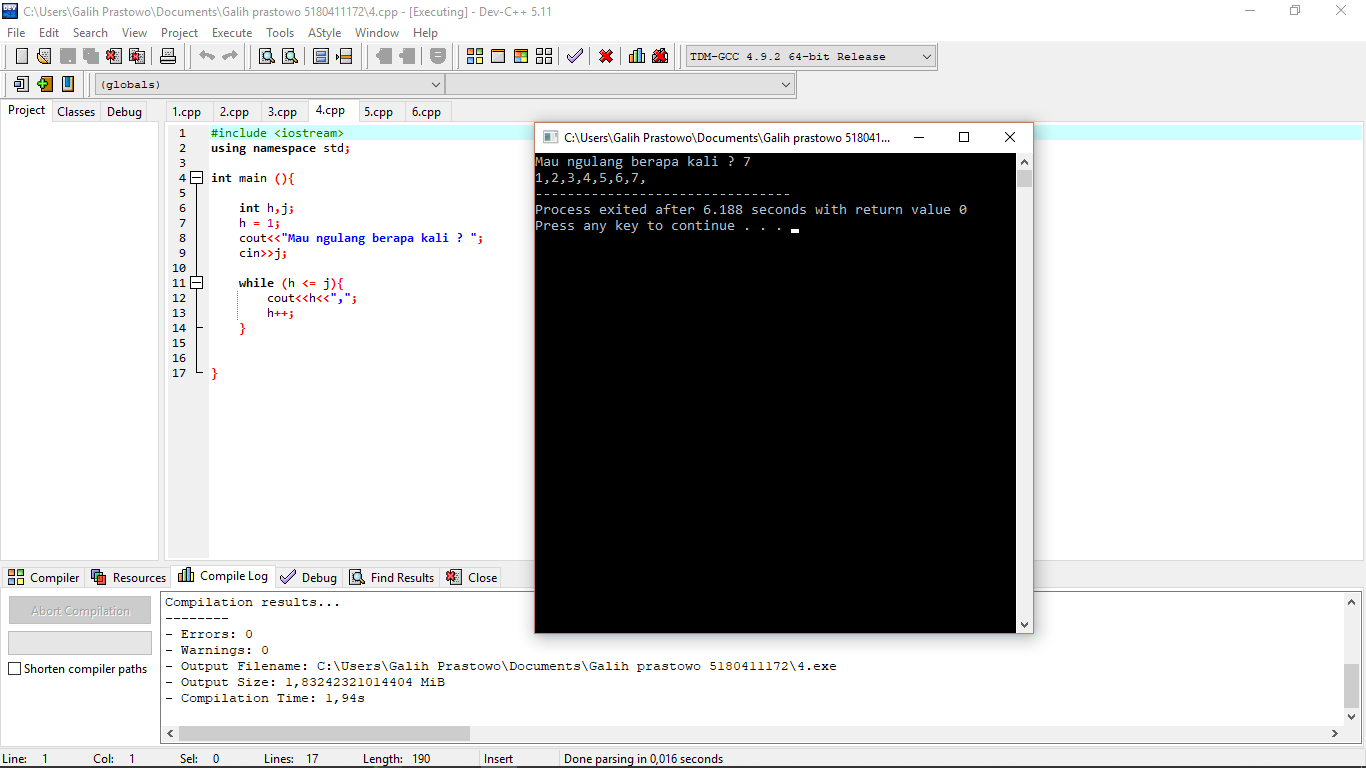 C:\Users\Galih Prastowo\Documents\Galih prastowo 5180411172\4.cpp - [Executing] - Dev-C++ 5.11
File Edit Search View Project Execute Tools AStyle Window Help
TDM-GCC 4.9.2 64-bit Release
(globals)
Project Classes Debug
1.cpp 2.cpp 3.cpp 4.cpp 5.cpp 6.cpp
1 #include <iostream>
2 using namespace std;
3
4 int main (){
5
6 int h,j;
7 h = 1;
8 cout<<"Mau ngulang berapa kali ? ";
9 cin>>j;
10
11 while (h <= j){
12 cout<<h<<",";
13 h++;
14 }
15
16
17 }
C:\Users\Galih Prastowo\Documents\Galih prastowo 518041...
Mau ngulang berapa kali ? 7
1,2,3,4,5,6,7,
--------------------------------
Process exited after 6.188 seconds with return value 0
Press any key to continue . . .
Compiler Resources Compile Log Debug Find Results Close
Abort Compilation
Shorten compiler paths
Compilation results...
--------
- Errors: 0
- Warnings: 0
- Output Filename: C:\Users\Galih Prastowo\Documents\Galih prastowo 5180411172\4.exe
- Output Size: 1,83242321014404 MiB
- Compilation Time: 1,94s
Line: 1 Col: 1 Sel: 0 Lines: 17 Length: 190 Insert Done parsing in 0,016 seconds